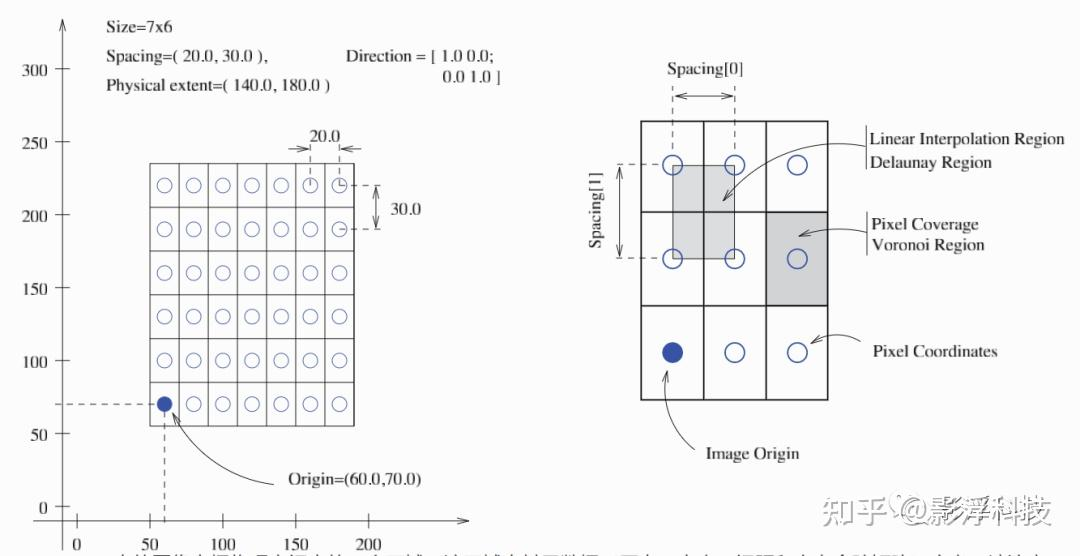 Size=7x6
Spacing=( 20.0, 30.0 ),
Physical extent=( 140.0, 180.0 )
Direction = [ 1.0 0.0;
0.0 1.0 ]
300
250
200
150
100
50
0
20.0
30.0
Origin=(60.0,70.0)
0
50
100
150
200
Spacing[0]
Spacing[1]
Linear Interpolation Region
Delaunay Region
Pixel Coverage
Voronoi Region
Pixel Coordinates
Image Origin
知乎 @影浮科技